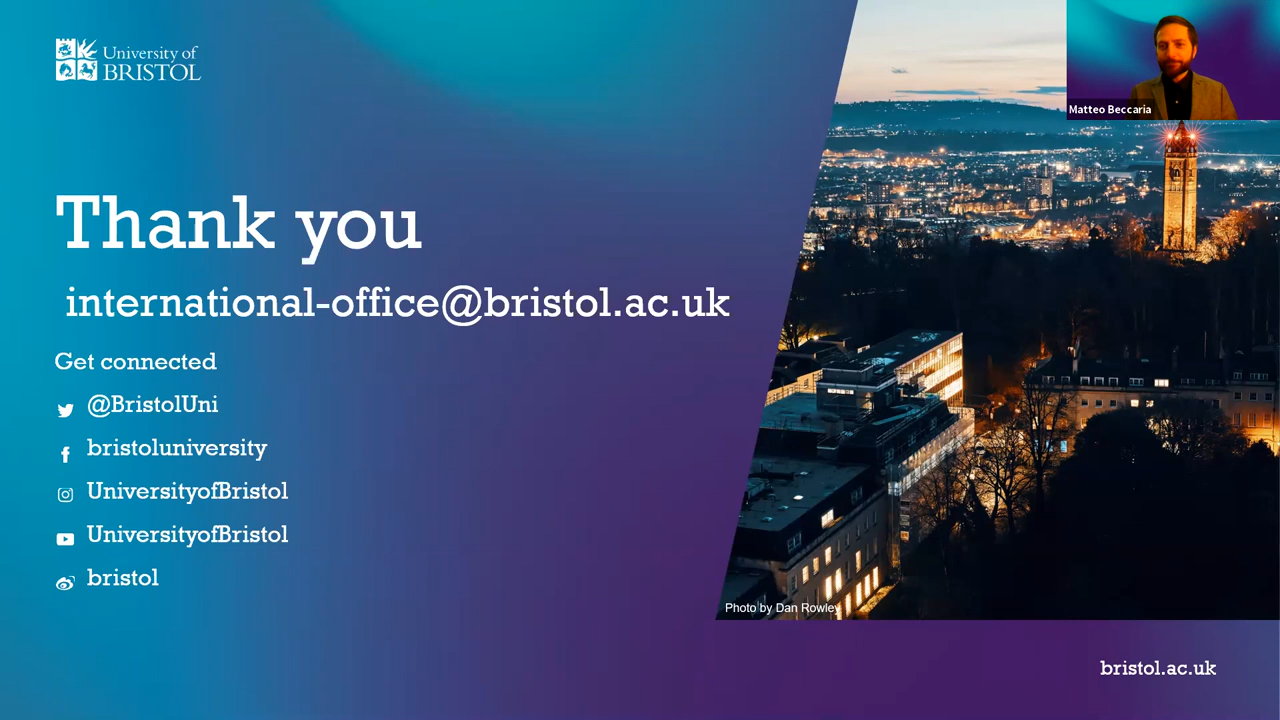 University of
BRISTOL
Matteo Beccaria
Thank you
international-office@bristol.ac.uk
Get connected
@BristolUni
bristoluniversity
UniversityofBristol
UniversityofBristol
bristol
Photo by Dan Rowley
bristol.ac.uk